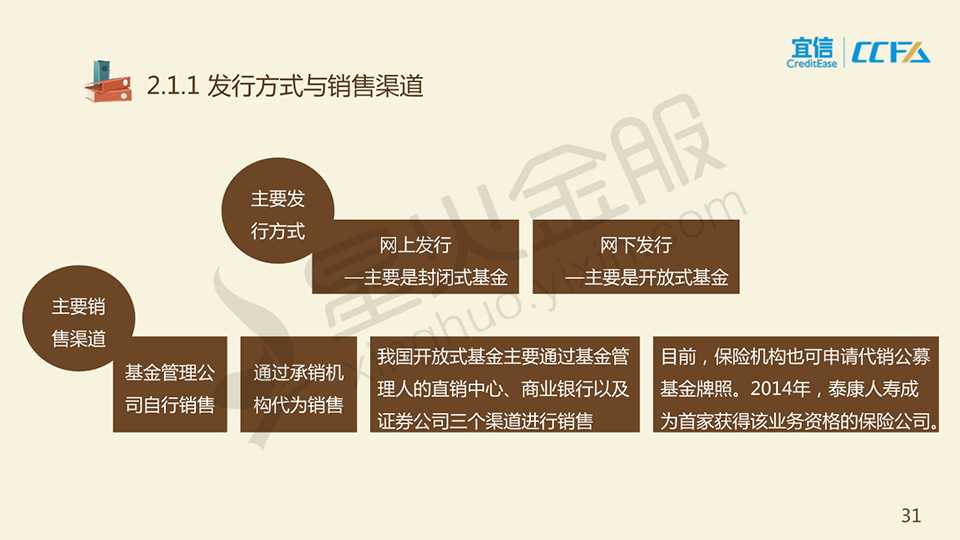 宜信
CreditEase
CCFA
2.1.1 发行方式与销售渠道
主要发
行方式
网上发行
—主要是封闭式基金
网下发行
—主要是开放式基金
主要销
售渠道
基金管理公
司自行销售
通过承销机
构代为销售
我国开放式基金主要通过基金管
理人的直销中心、商业银行以及
证券公司三个渠道进行销售
目前，保险机构也可申请代销公募
基金牌照。2014年，泰康人寿成
为首家获得该业务资格的保险公司。
星火金服
xinghuo.yixin.com
31